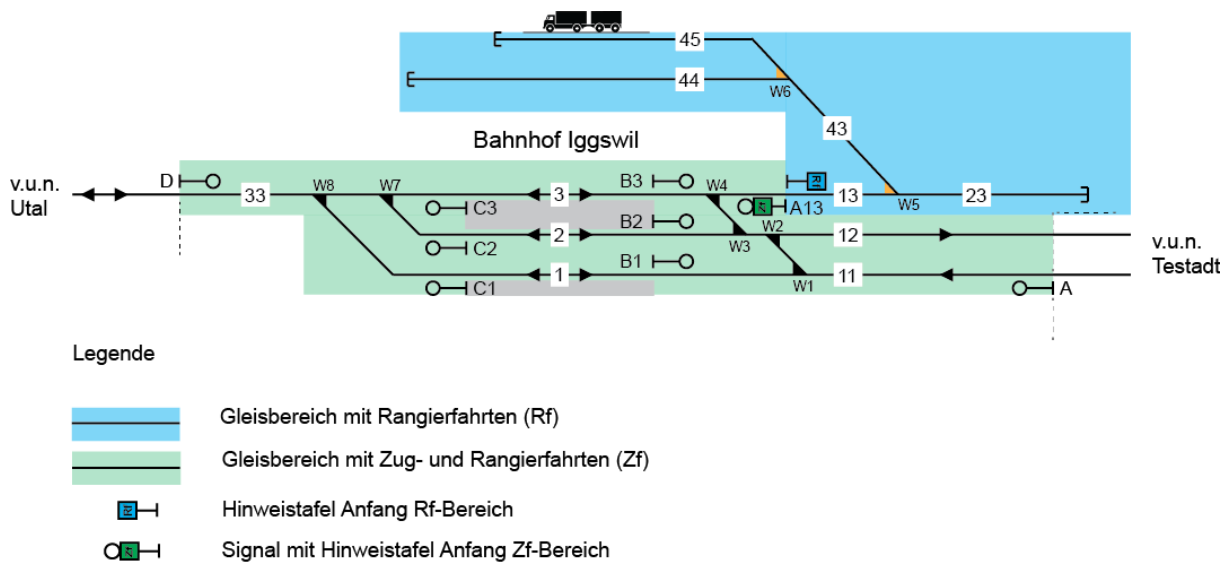 45
44
W6
43
Bahnhof Iggswil
v.u.n.
Utal
D
33
W8
W7
3
B3
W4
Rf
13
W5
23
C3
Zf
A13
2
B2
W3
W2
12
C2
v.u.n.
Testadt
1
B1
W1
11
C1
A
Legende
Gleisbereich mit Rangierfahrten (Rf)
Gleisbereich mit Zug- und Rangierfahrten (Zf)
Rf
Hinweistafel Anfang Rf-Bereich
Zf
Signal mit Hinweistafel Anfang Zf-Bereich